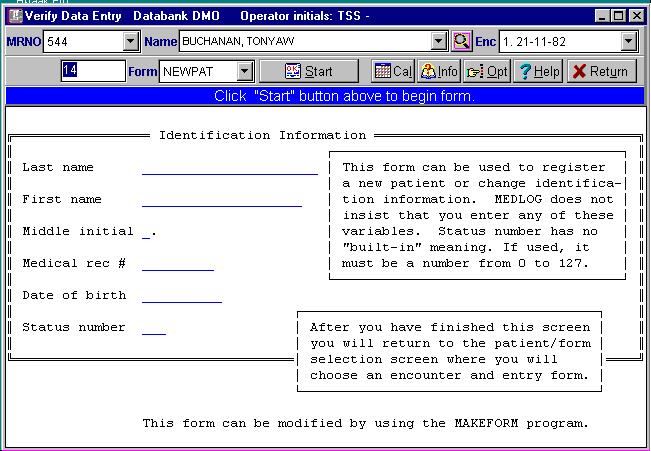 Verify Data Entry Databank DMO Operator initials: TSS -
MRNO 544 Name BUCHANAN, TONYAW Enc 1. 21-11-82
14 Form NEWPAT Start Cal Info Opt ?Help Return
Click "Start" button above to begin form.
Identification Information
Last name
First name
Middle initial _.
Medical rec #
Date of birth
Status number
This form can be used to register
a new patient or change identifica-
tion information. MEDLOG does not
insist that you enter any of these
variables. Status number has no
"built-in" meaning. If used, it
must be a number from 0 to 127.
After you have finished this screen
you will return to the patient/form
selection screen where you will
choose an encounter and entry form.
This form can be modified by using the MAKEFORM program.